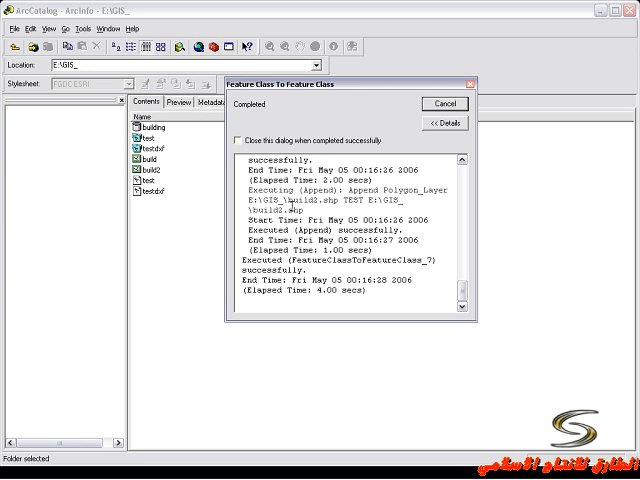 ArcCatalog - ArcInfo - E:\GIS_
File Edit View Go Tools Window Help
Location: E:\GIS_
Stylesheet: FGDC ESRI
Contents Preview Metadata
Name
building
test
testdxf
build
build2
test
testdxf
Feature Class To Feature Class
Completed
Cancel
<< Details
Close this dialog when completed successfully
successfully.
End Time: Fri May 05 00:16:26 2006
(Elapsed Time: 2.00 secs)
Executing (Append): Append Polygon_Layer
E:\GIS_\build2.shp TEST E:\GIS_
\build2.shp
Start Time: Fri May 05 00:16:26 2006
Executed (Append) successfully.
End Time: Fri May 05 00:16:27 2006
(Elapsed Time: 1.00 secs)
Executed (FeatureClassToFeatureClass_7)
successfully.
End Time: Fri May 05 00:16:28 2006
(Elapsed Time: 4.00 secs)
Folder selected
الطارق للانتاج الاسلامي